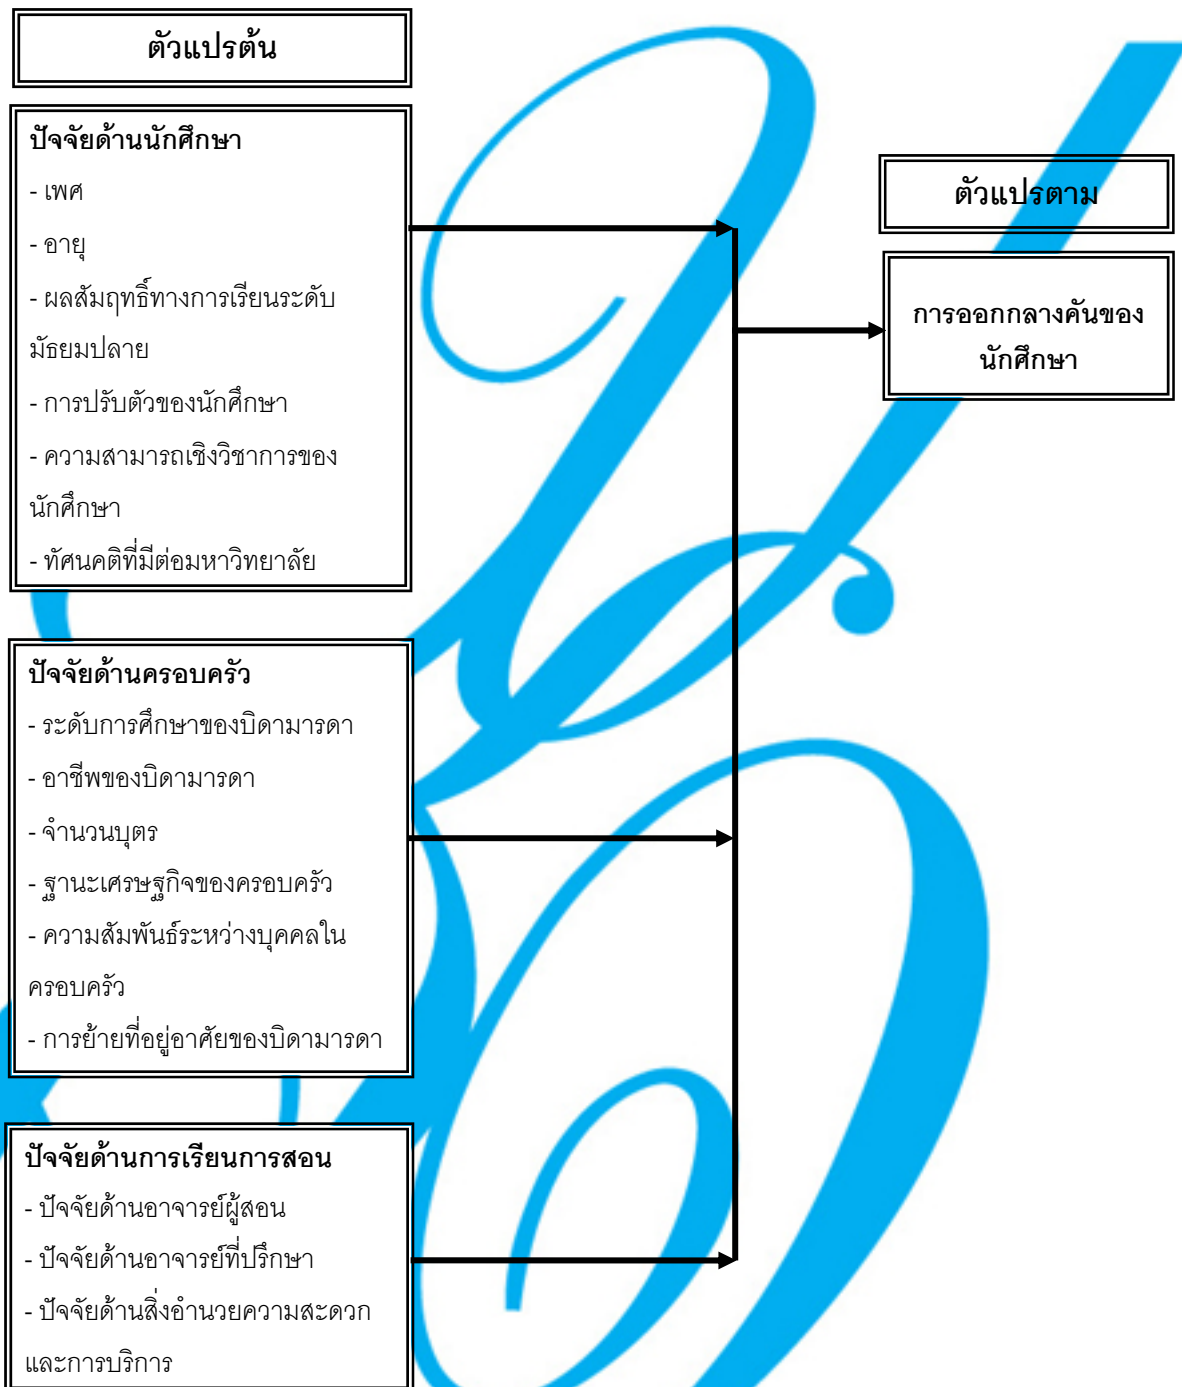 ตัวแปรต้น
ปัจจัยด้านนักศึกษา
- เพศ
- อายุ
- ผลสัมฤทธิ์ทางการเรียนระดับ
มัธยมปลาย
- การปรับตัวของนักศึกษา
- ความสามารถเชิงวิชาการของ
นักศึกษา
- ทัศนคติที่มีต่อมหาวิทยาลัย
ปัจจัยด้านครอบครัว
- ระดับการศึกษาของบิดามารดา
- อาชีพของบิดามารดา
- จำนวนบุตร
- ฐานะเศรษฐกิจของครอบครัว
- ความสัมพันธ์ระหว่างบุคคลใน
ครอบครัว
- การย้ายที่อยู่อาศัยของบิดามารดา
ปัจจัยด้านการเรียนการสอน
- ปัจจัยด้านอาจารย์ผู้สอน
- ปัจจัยด้านอาจารย์ที่ปรึกษา
- ปัจจัยด้านสิ่งอำนวยความสะดวก
และการบริการ
ตัวแปรตาม
การออกกลางคันของ
นักศึกษา